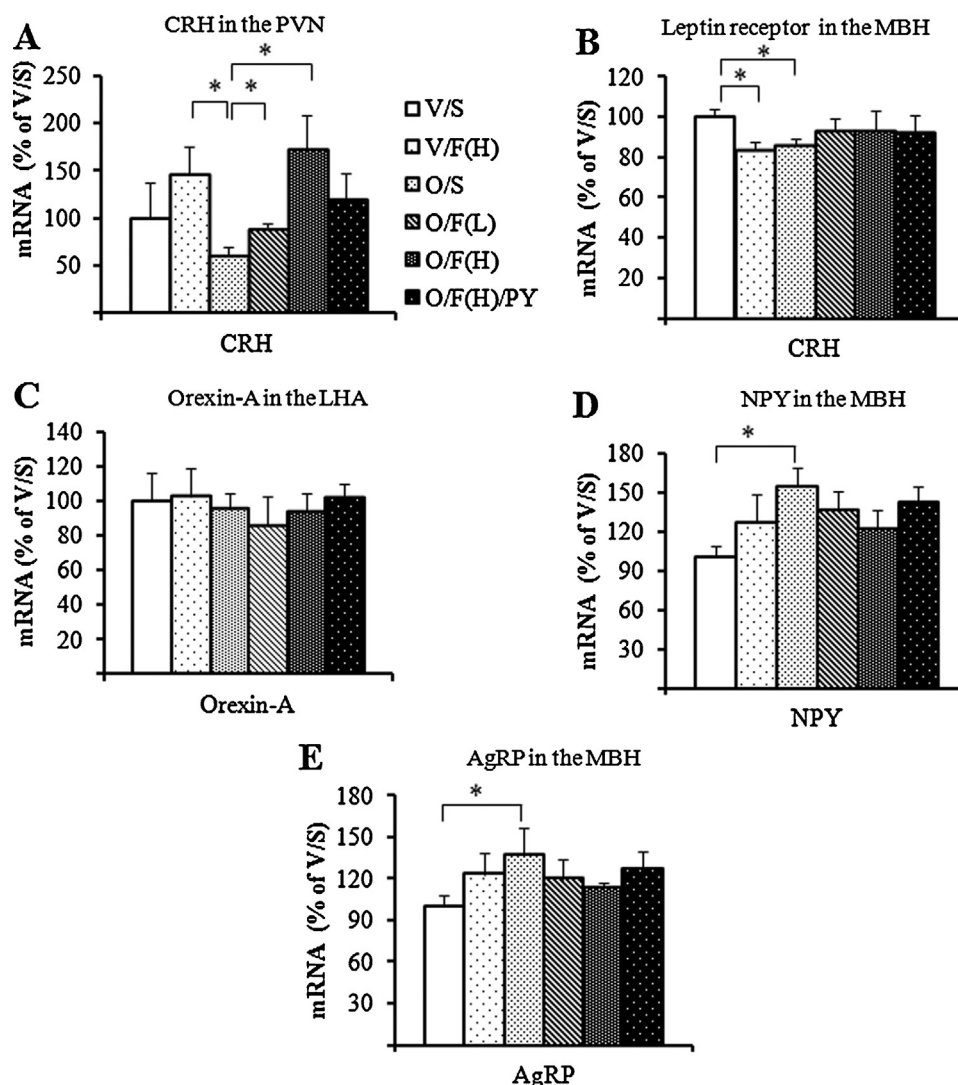 A
CRH in the PVN
mRNA (% of V/S)
250
200
150
100
50
*
*
*
CRH
V/S
V/F(H)
O/S
O/F(L)
O/F(H)
O/F(H)/PY
B
Leptin receptor in the MBH
mRNA (% of V/S)
120
100
80
60
40
20
*
*
CRH
C
Orexin-A in the LHA
mRNA (% of V/S)
140
120
100
80
60
40
20
Orexin-A
D
NPY in the MBH
mRNA (% of V/S)
180
150
120
90
60
30
*
NPY
E
AgRP in the MBH
mRNA (% of V/S)
180
150
120
90
60
30
*
AgRP